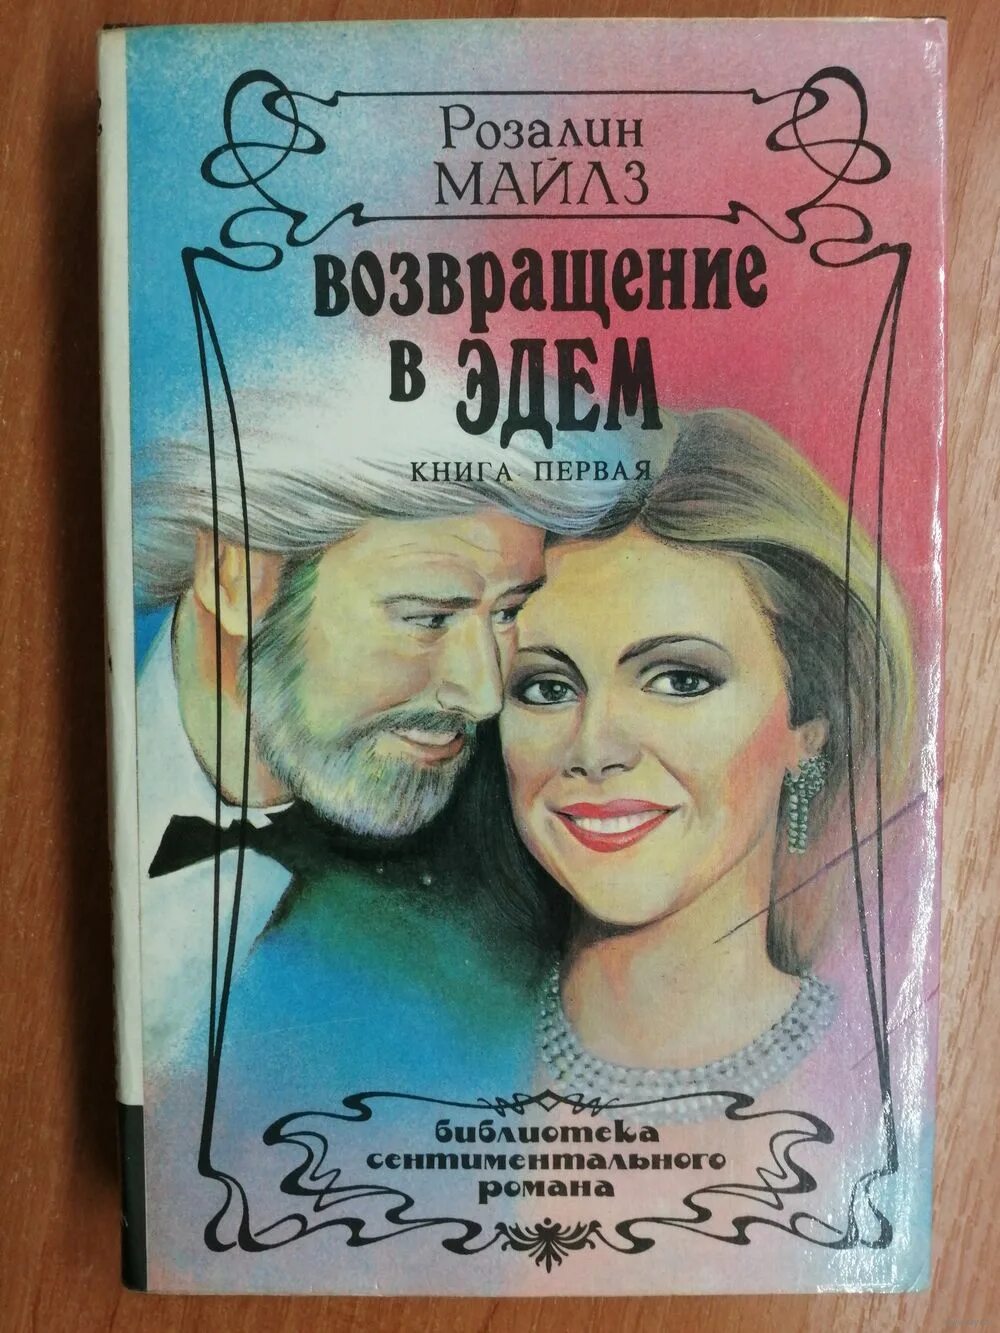 Розалин
МАЙЛЗ
возвращение
в ЭДЕМ
КНИГА ПЕРВАЯ
библиотека
сентиментального
романа